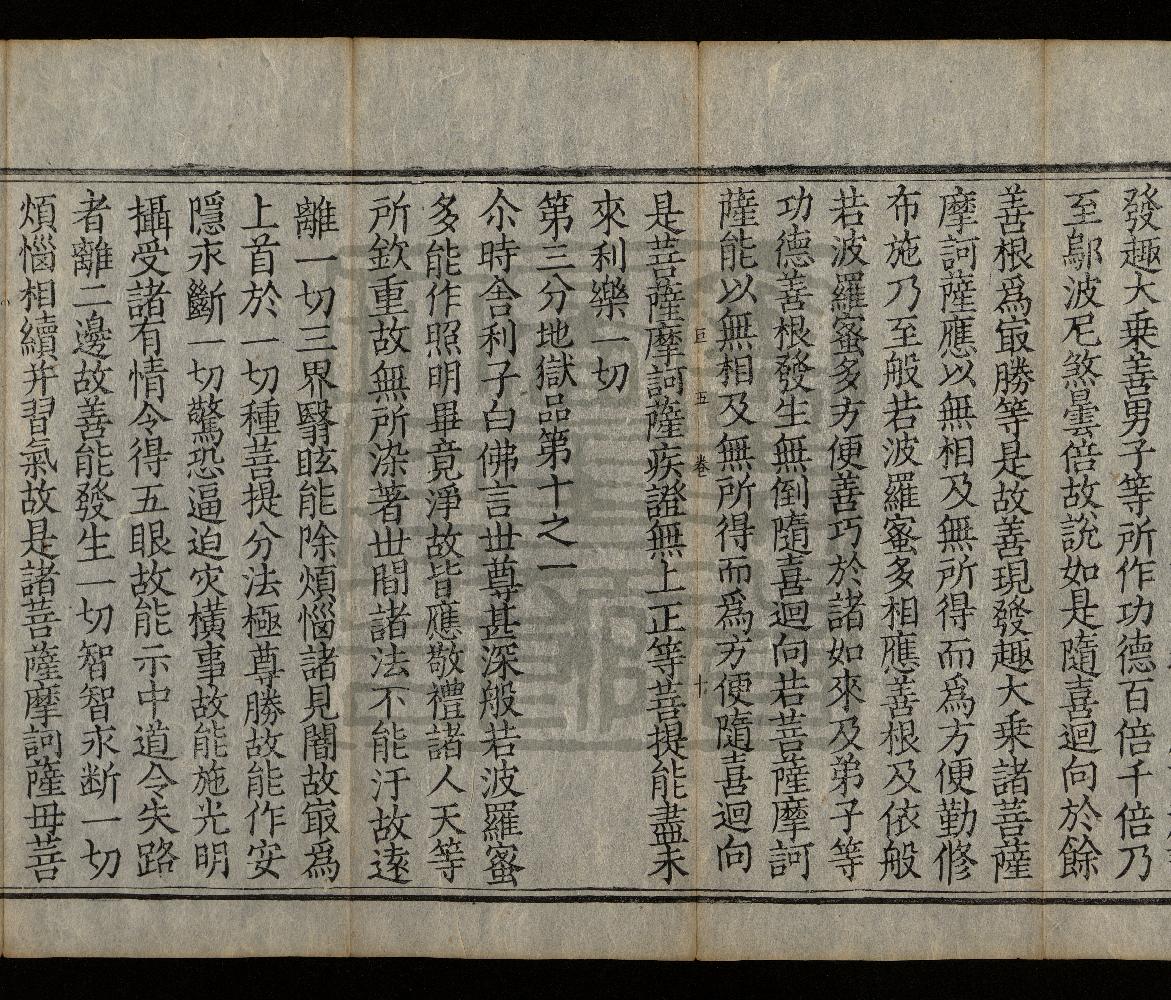 發趣大乗善男子等所作功德百倍千倍乃
至鄔波尼煞曇倍故説如是隨喜迴向於餘
善根爲㝡勝等是故善現發趣大乗諸菩薩
摩訶薩應以無相及無所得而爲方便勤修
布施乃至般若波羅蜜多相應善根及依般
若波羅蜜多方便善巧於諸如來及弟子等
功德善根發生無倒隨喜迴向若菩薩摩訶
薩能以無相及無所得而爲方便隨喜迴向
巨 五 卷 十
是菩薩摩訶薩疾證無上正等菩提能盡未
來利樂一切
第三分地獄品第十之一
尒時舎利子白佛言丗尊甚深般若波羅蜜
多能作照明畢竟淨故皆應敬禮諸人天等
所欽重故無所染著丗間諸法不能汙故逺
離一切三界翳眩能除煩惱諸見闇故㝡爲
上首於一切種菩提分法極尊勝故能作安
隱永斷一切驚恐逼迫灾橫事故能施光明
攝受諸有情令得五眼故能示中道令失路
者離二邊故善能發生一切智智永断一切
煩惱相續并習氣故是諸菩薩摩訶薩毋菩